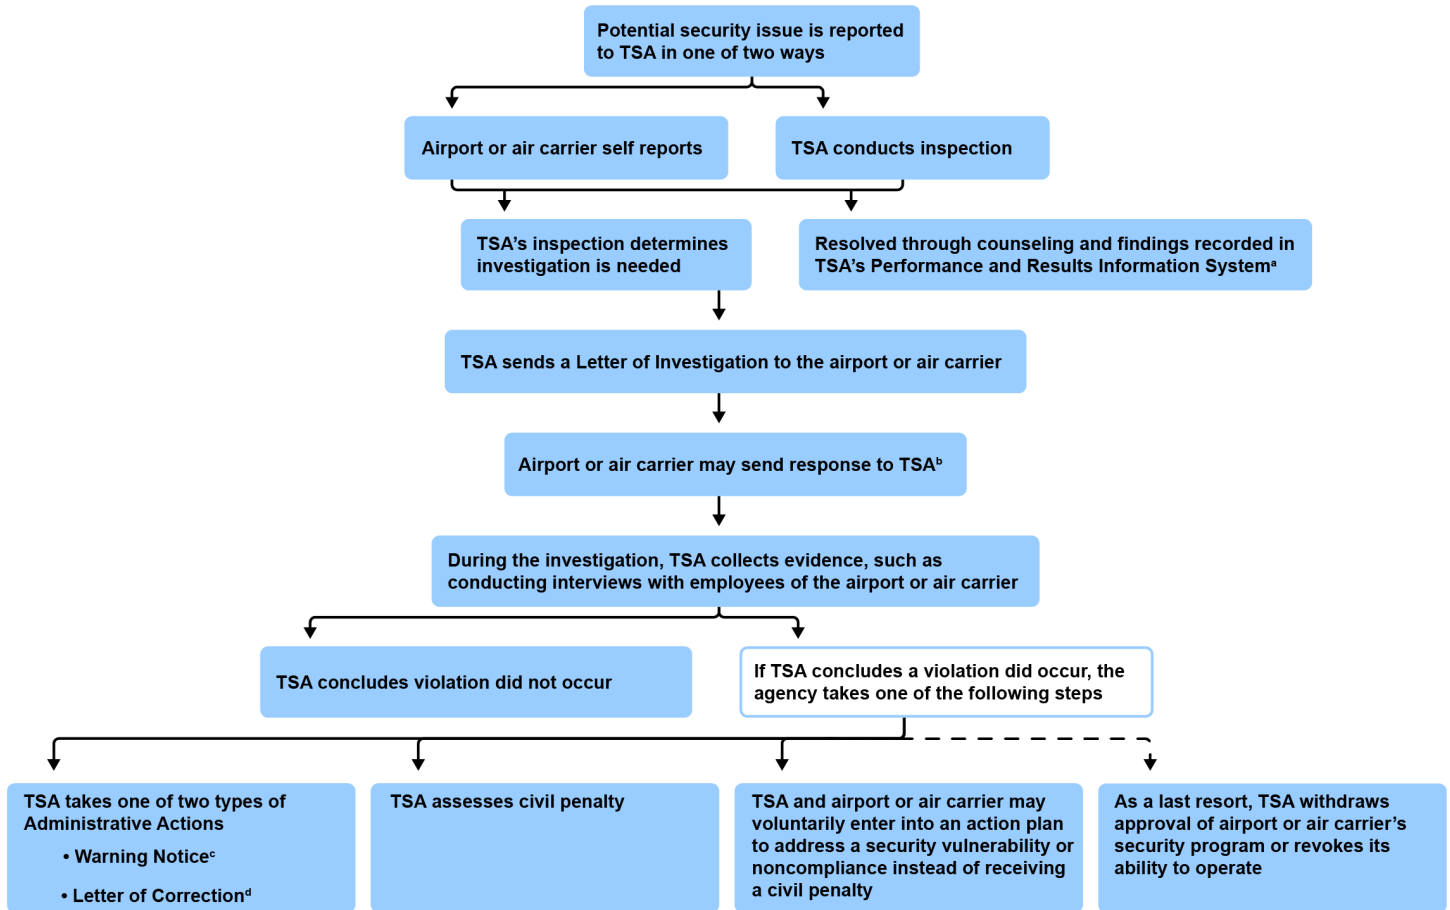 Potential security issue is reported
to TSA in one of two ways
Airport or air carrier self reports
TSA conducts inspection
TSA’s inspection determines
investigation is needed
Resolved through counseling and findings recorded in
TSA’s Performance and Results Information Systemᵃ
TSA sends a Letter of Investigation to the airport or air carrier
Airport or air carrier may send response to TSAᵇ
During the investigation, TSA collects evidence, such as
conducting interviews with employees of the airport or air carrier
TSA concludes violation did not occur
If TSA concludes a violation did occur, the
agency takes one of the following steps
TSA takes one of two types of
Administrative Actions
• Warning Noticeᶜ
• Letter of Correctionᵈ
TSA assesses civil penalty
TSA and airport or air carrier may
voluntarily enter into an action plan
to address a security vulnerability or
noncompliance instead of receiving
a civil penalty
As a last resort, TSA withdraws
approval of airport or air carrier’s
security program or revokes its
ability to operate